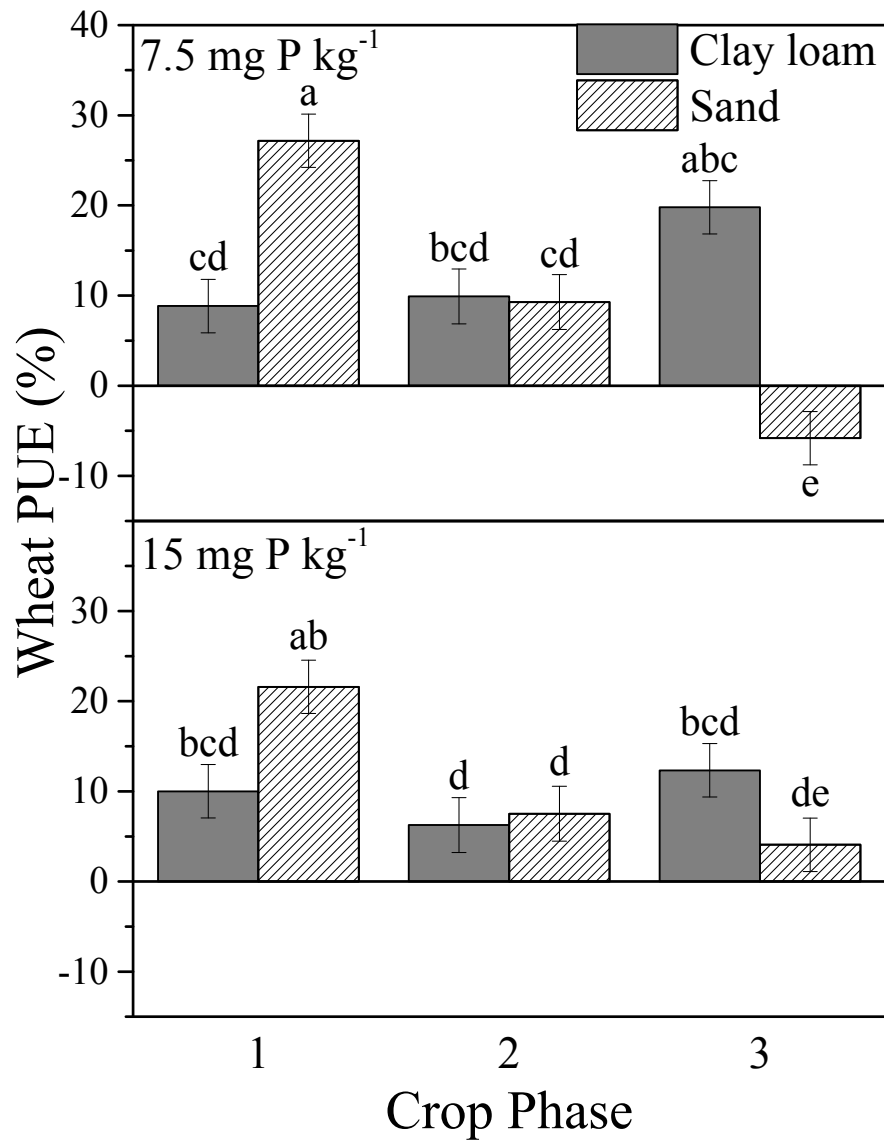 40
7.5 mg P kg⁻¹
Clay loam
Sand
30
a
abc
20
cd
bcd
cd
10
0
-10
e
Wheat PUE (%)
15 mg P kg⁻¹
30
ab
20
bcd
d
d
bcd
10
de
0
-10
1
2
3
Crop Phase